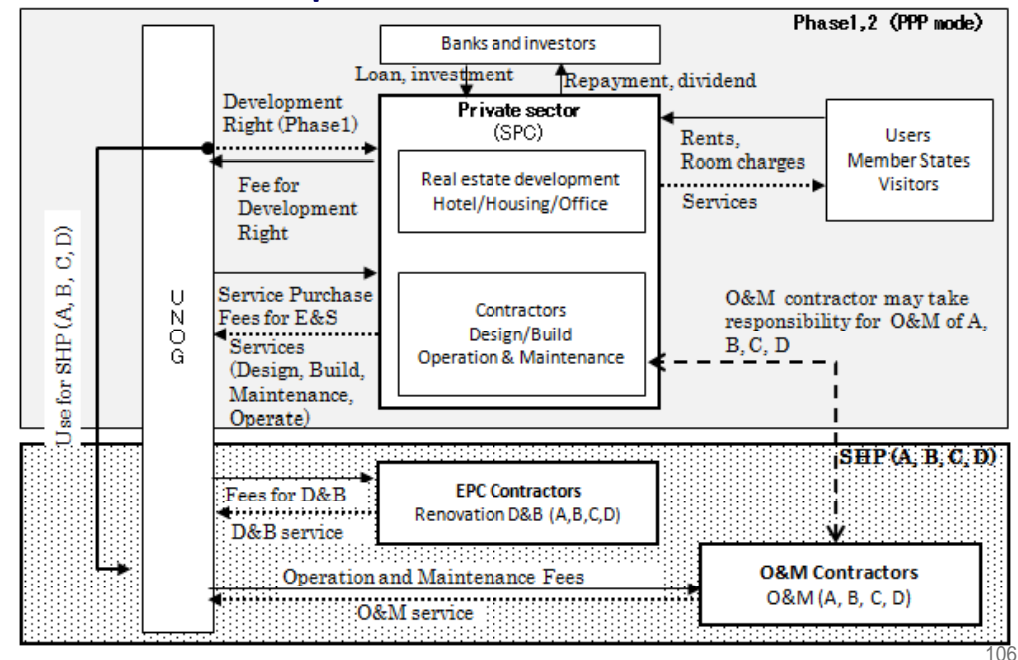 Phase1,2 (PPP mode)
Banks and investors
Loan, investment
Repayment, dividend
Development
Right (Phase1)
Private sector
(SPC)
Rents,
Room charges
Users
Member States
Visitors
Real estate development
Hotel/Housing/Office
Services
Fee for
Development
Right
Use for SHP (A, B, C, D)
UNOG
Service Purchase
Fees for E&S
Services
(Design, Build,
Maintenance,
Operate)
Contractors
Design/Build
Operation & Maintenance
O&M contractor may take
responsibility for O&M of A,
B, C, D
SHP (A, B, C, D)
Fees for D&B
D&B service
EPC Contractors
Renovation D&B (A,B,C,D)
Operation and Maintenance Fees
O&M service
O&M Contractors
O&M (A, B, C, D)
106